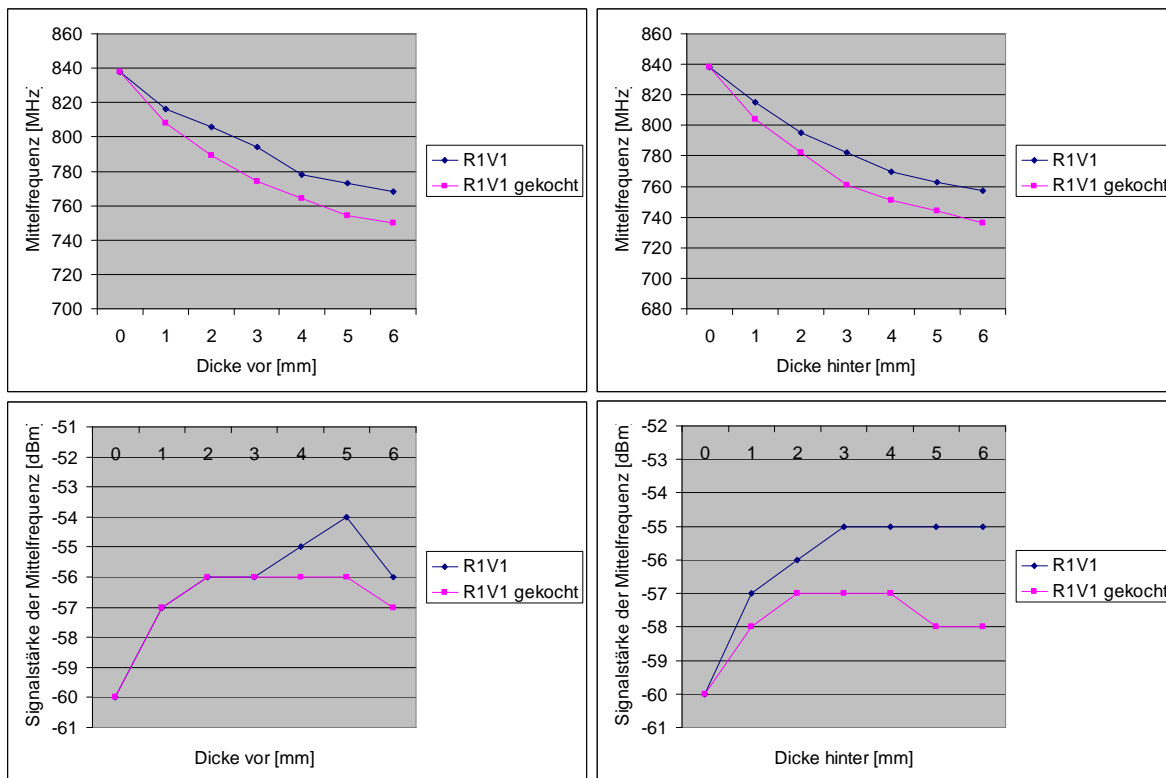 Mittelfrequenz [MHz]
860
840
820
800
780
760
740
720
700
0 1 2 3 4 5 6
Dicke vor [mm]
R1V1
R1V1 gekocht
Mittelfrequenz [MHz]
860
840
820
800
780
760
740
720
700
680
0 1 2 3 4 5 6
Dicke hinter [mm]
R1V1
R1V1 gekocht
Signalstärke der Mittelfrequenz [dBm]
-51
-52
-53
-54
-55
-56
-57
-58
-59
-60
-61
0 1 2 3 4 5 6
Dicke vor [mm]
R1V1
R1V1 gekocht
Signalstärke der Mittelfrequenz [dBm]
-52
-53
-54
-55
-56
-57
-58
-59
-60
-61
0 1 2 3 4 5 6
Dicke hinter [mm]
R1V1
R1V1 gekocht